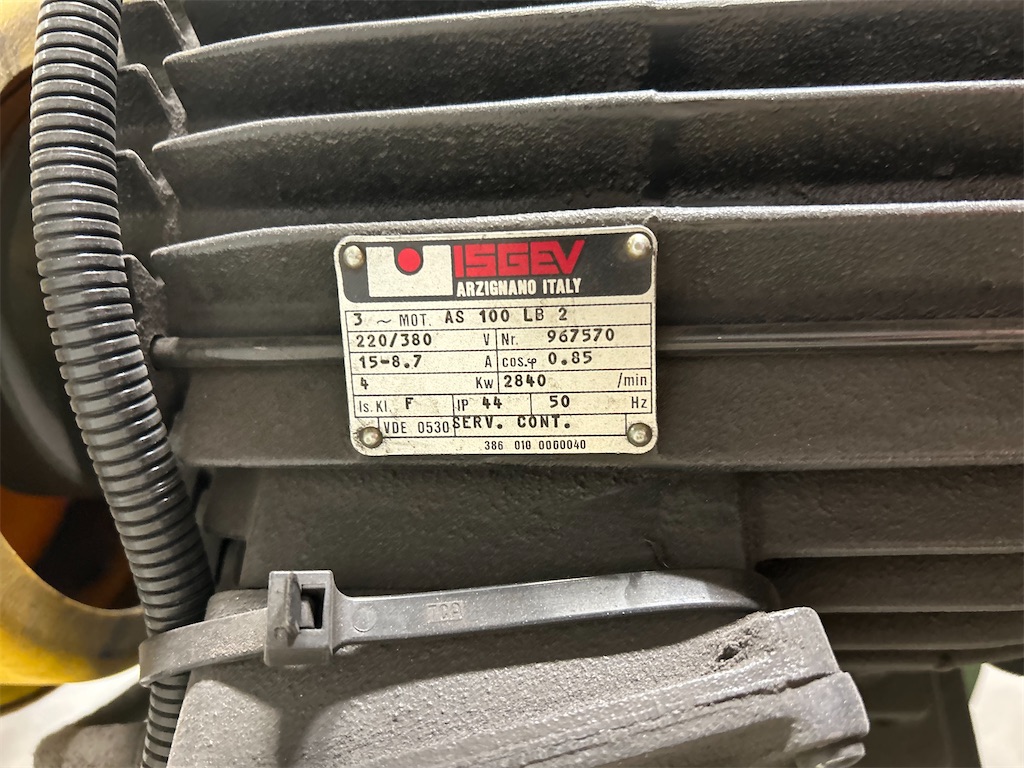 ISGEV
ARZIGNANO ITALY
3 ~ MOT. AS 100 LB 2
220/380 V Nr. 967570
15-8.7 A cos.φ 0.85
4 Kw 2840 /min
Is. Kl. F IP 44 50 Hz
VDE 0530 SERV. CONT.
386 010 0000040